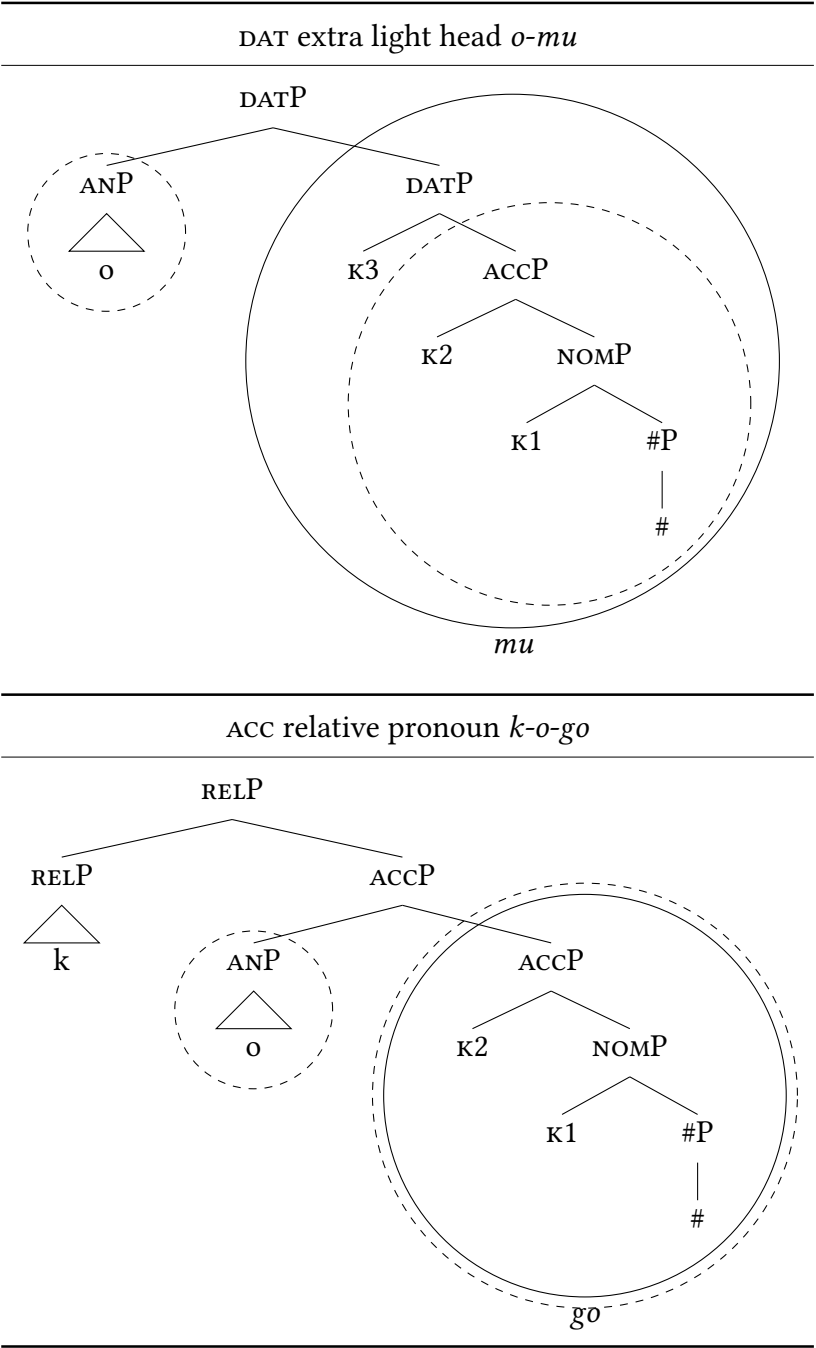 DAT extra light head o-mu
DATP
ANP DATP
o K3 ACCP
K2 NOMP
K1 #P
#
mu
ACC relative pronoun k-o-go
RELP
RELP ACCP
k ANP ACCP
o K2 NOMP
K1 #P
#
go